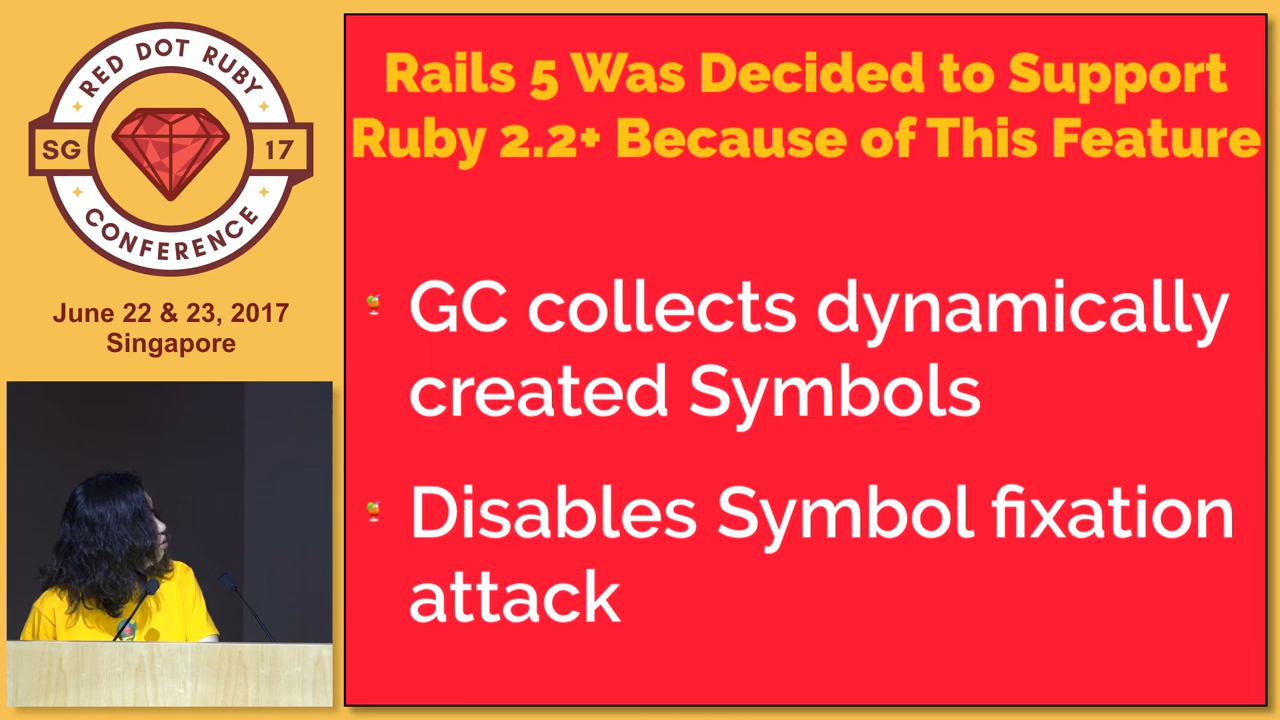 RED DOT RUBY
SG 17
CONFERENCE
June 22 & 23, 2017
Singapore
Rails 5 Was Decided to Support
Ruby 2.2+ Because of This Feature
GC collects dynamically
created Symbols
Disables Symbol fixation
attack